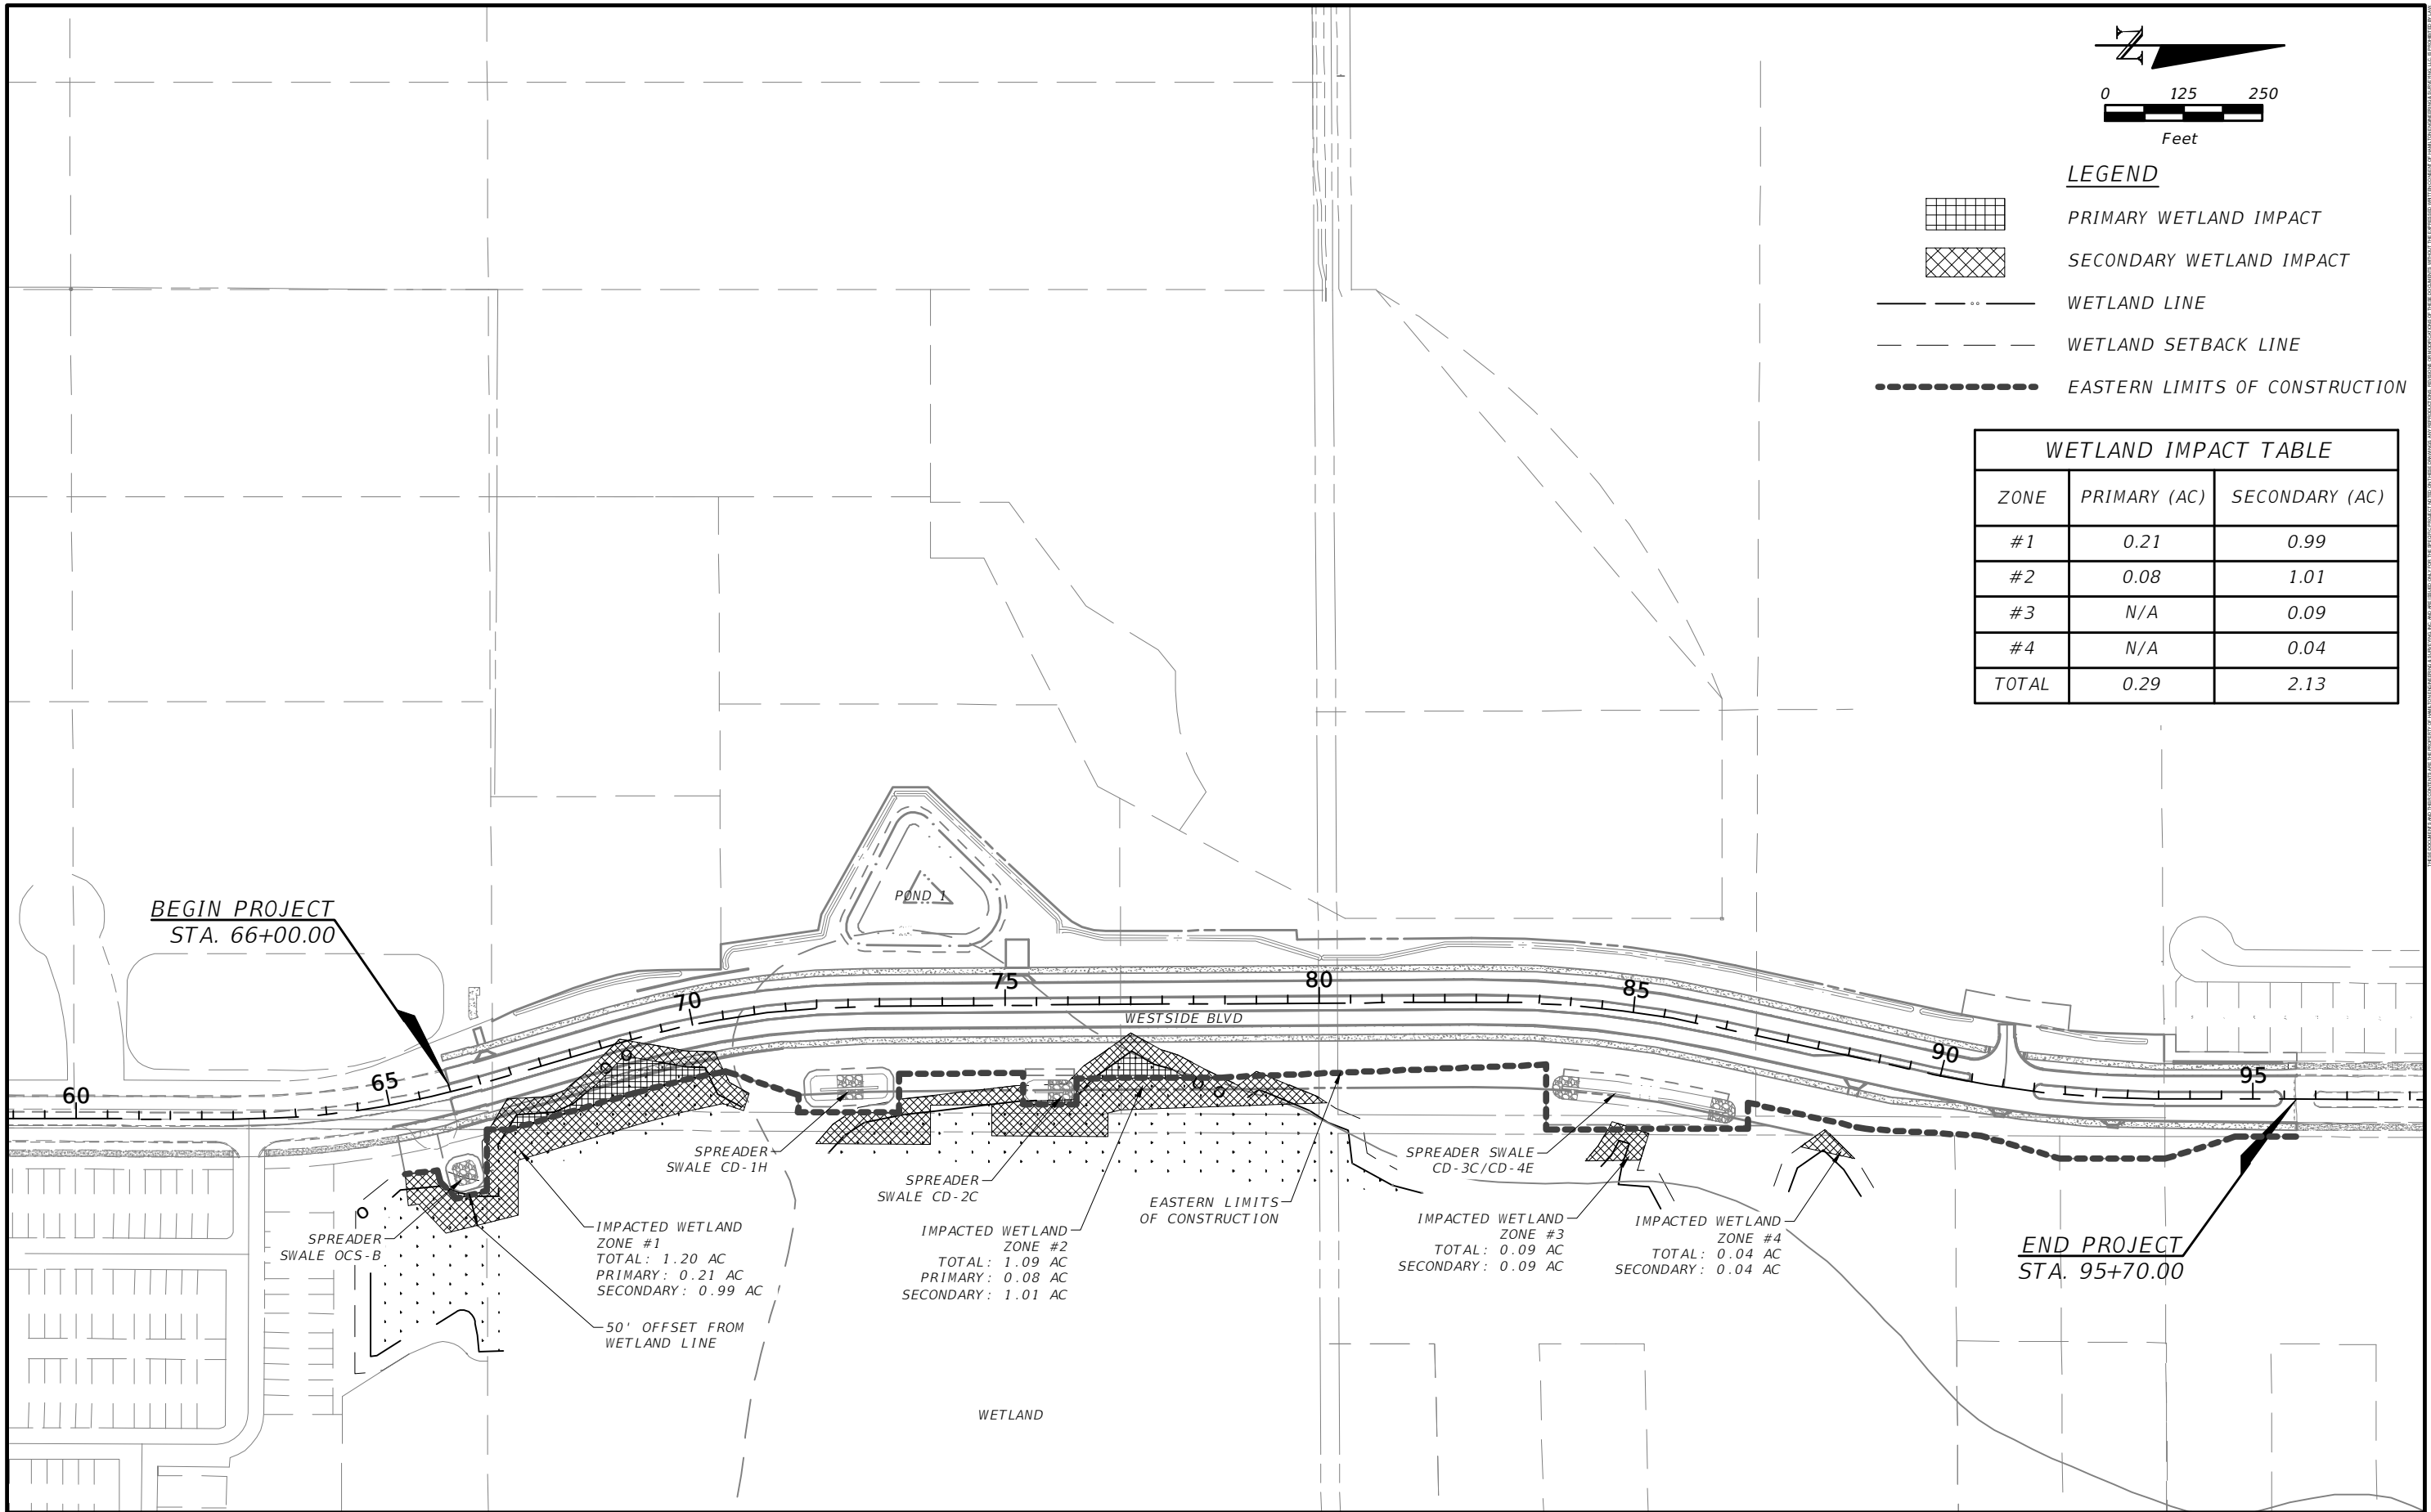 N
0 125 250
Feet
LEGEND
PRIMARY WETLAND IMPACT
SECONDARY WETLAND IMPACT
WETLAND LINE
WETLAND SETBACK LINE
EASTERN LIMITS OF CONSTRUCTION
WETLAND IMPACT TABLE
ZONE PRIMARY (AC) SECONDARY (AC)
#1 0.21 0.99
#2 0.08 1.01
#3 N/A 0.09
#4 N/A 0.04
TOTAL 0.29 2.13
POND 1
BEGIN PROJECT
STA. 66+00.00
60
65
70
75
80
85
90
95
WESTSIDE BLVD
SPREADER
SWALE OCS-B
IMPACTED WETLAND
ZONE #1
TOTAL: 1.20 AC
PRIMARY: 0.21 AC
SECONDARY: 0.99 AC
50' OFFSET FROM
WETLAND LINE
SPREADER
SWALE CD-1H
SPREADER
SWALE CD-2C
IMPACTED WETLAND
ZONE #2
TOTAL: 1.09 AC
PRIMARY: 0.08 AC
SECONDARY: 1.01 AC
EASTERN LIMITS
OF CONSTRUCTION
SPREADER SWALE
CD-3C/CD-4E
IMPACTED WETLAND
ZONE #3
TOTAL: 0.09 AC
SECONDARY: 0.09 AC
IMPACTED WETLAND
ZONE #4
TOTAL: 0.04 AC
SECONDARY: 0.04 AC
END PROJECT
STA. 95+70.00
WETLAND